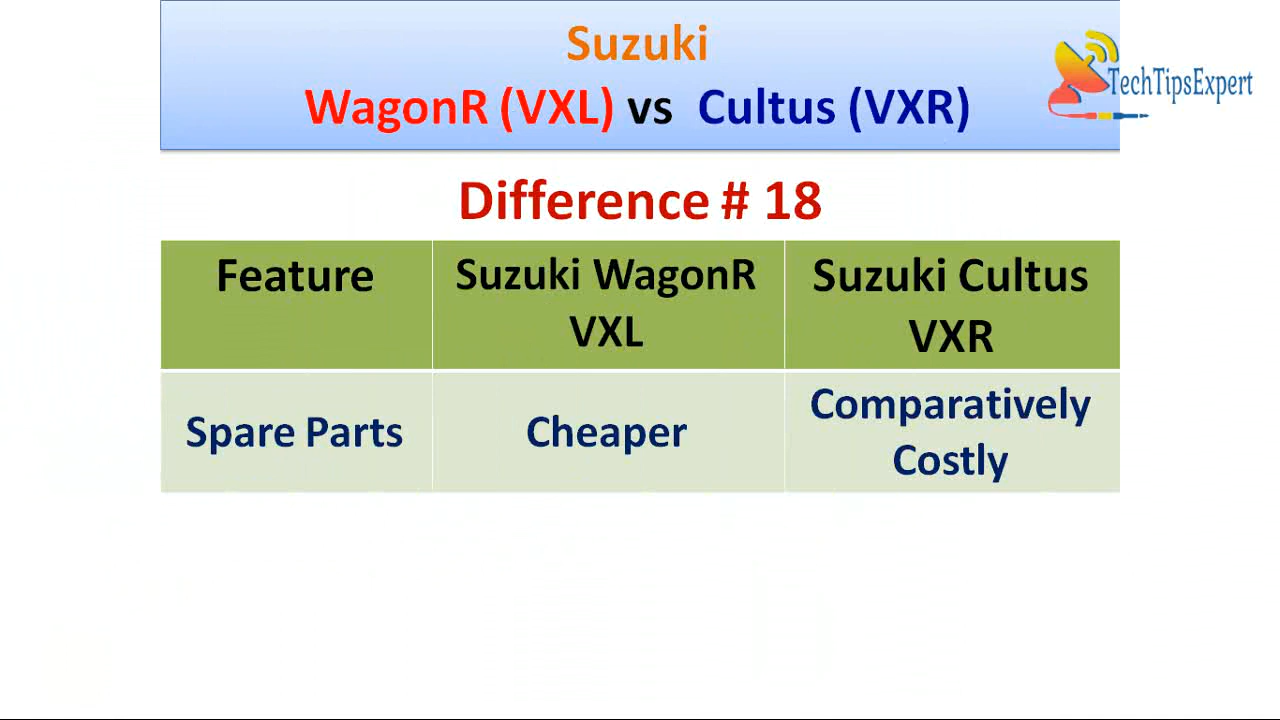 Suzuki
WagonR (VXL) vs Cultus (VXR)
TechTipsExpert
Difference # 18
Feature
Suzuki WagonR
VXL
Suzuki Cultus
VXR
Spare Parts
Cheaper
Comparatively
Costly